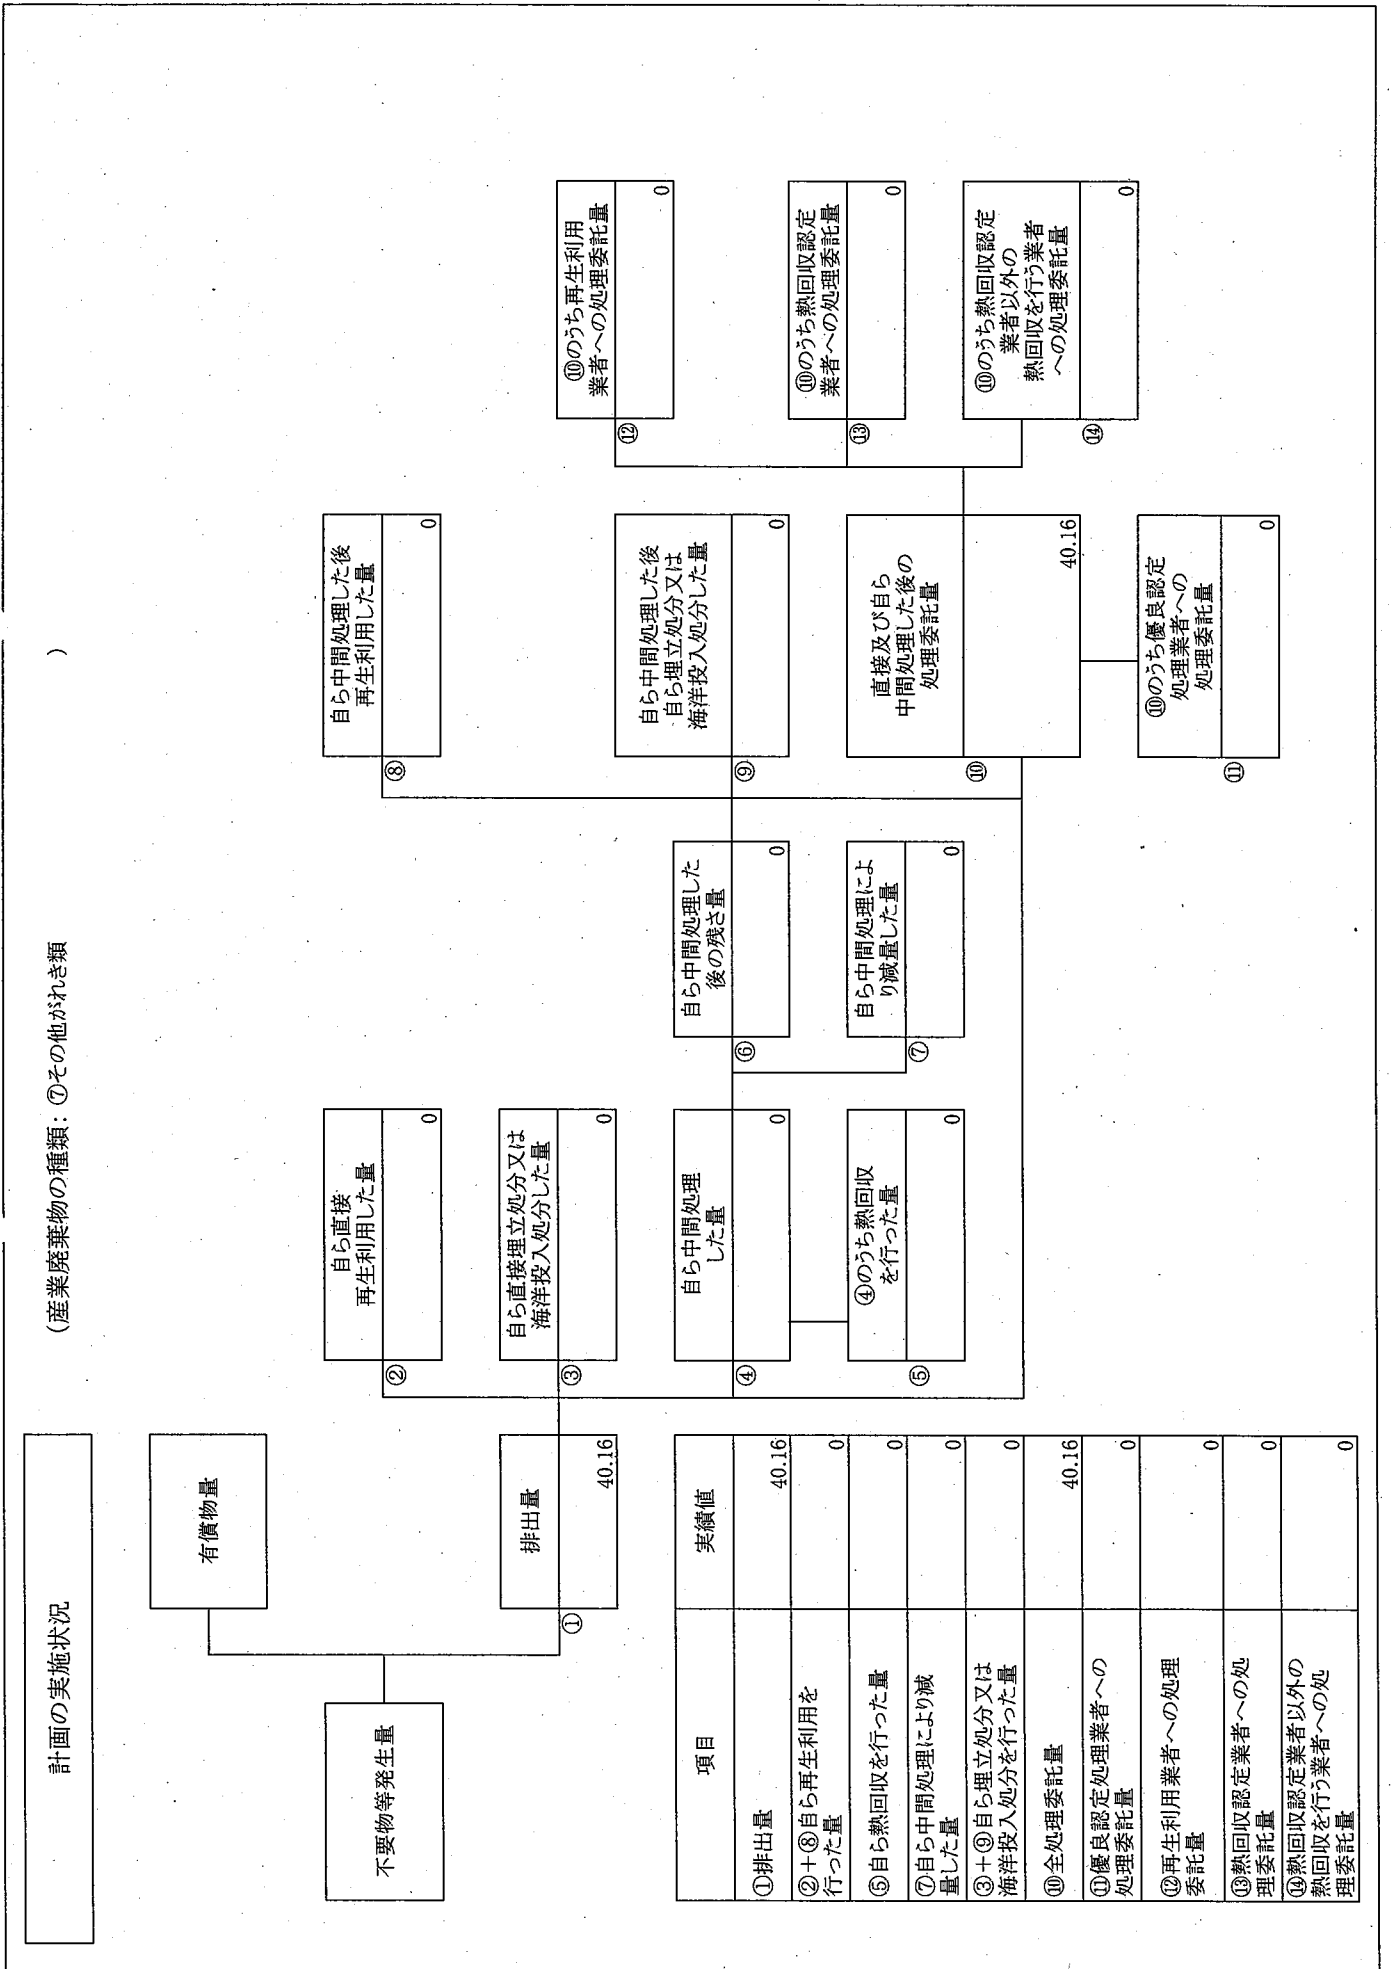 計画の実施状況
(産業廃棄物の種類: ⑦その他がれき類
)
不要物等発生量
有償物量
①
排出量
40.16
②
自ら直接
再生利用した量
0
③
自ら直接埋立処分又は
海洋投入処分した量
0
④
自ら中間処理
した量
0
⑤
④のうち熱回収
を行った量
0
⑥
自ら中間処理した
後の残さ量
0
⑦
自ら中間処理によ
り減量した量
0
⑧
自ら中間処理した後
再生利用した量
0
⑨
自ら中間処理した後
自ら埋立処分又は
海洋投入処分した量
0
⑩
直接及び自ら
中間処理した後の
処理委託量
40.16
⑪
⑩のうち優良認定
処理業者への
処理委託量
0
⑫
⑩のうち再生利用
業者への処理委託量
0
⑬
⑩のうち熱回収認定
業者への処理委託量
0
⑭
⑩のうち熱回収認定
業者以外の
熱回収を行う業者
への処理委託量
0
項目 実績値
①排出量 40.16
②+⑧自ら再生利用を
行った量 0
⑤自ら熱回収を行った量 0
⑦自ら中間処理により減
量した量 0
③+⑨自ら埋立処分又は
海洋投入処分を行った量 0
⑩全処理委託量 40.16
⑪優良認定処理業者への
処理委託量 0
⑫再生利用業者への処理
委託量 0
⑬熱回収認定業者への処
理委託量 0
⑭熱回収認定業者以外の
熱回収を行う業者への処
理委託量 0